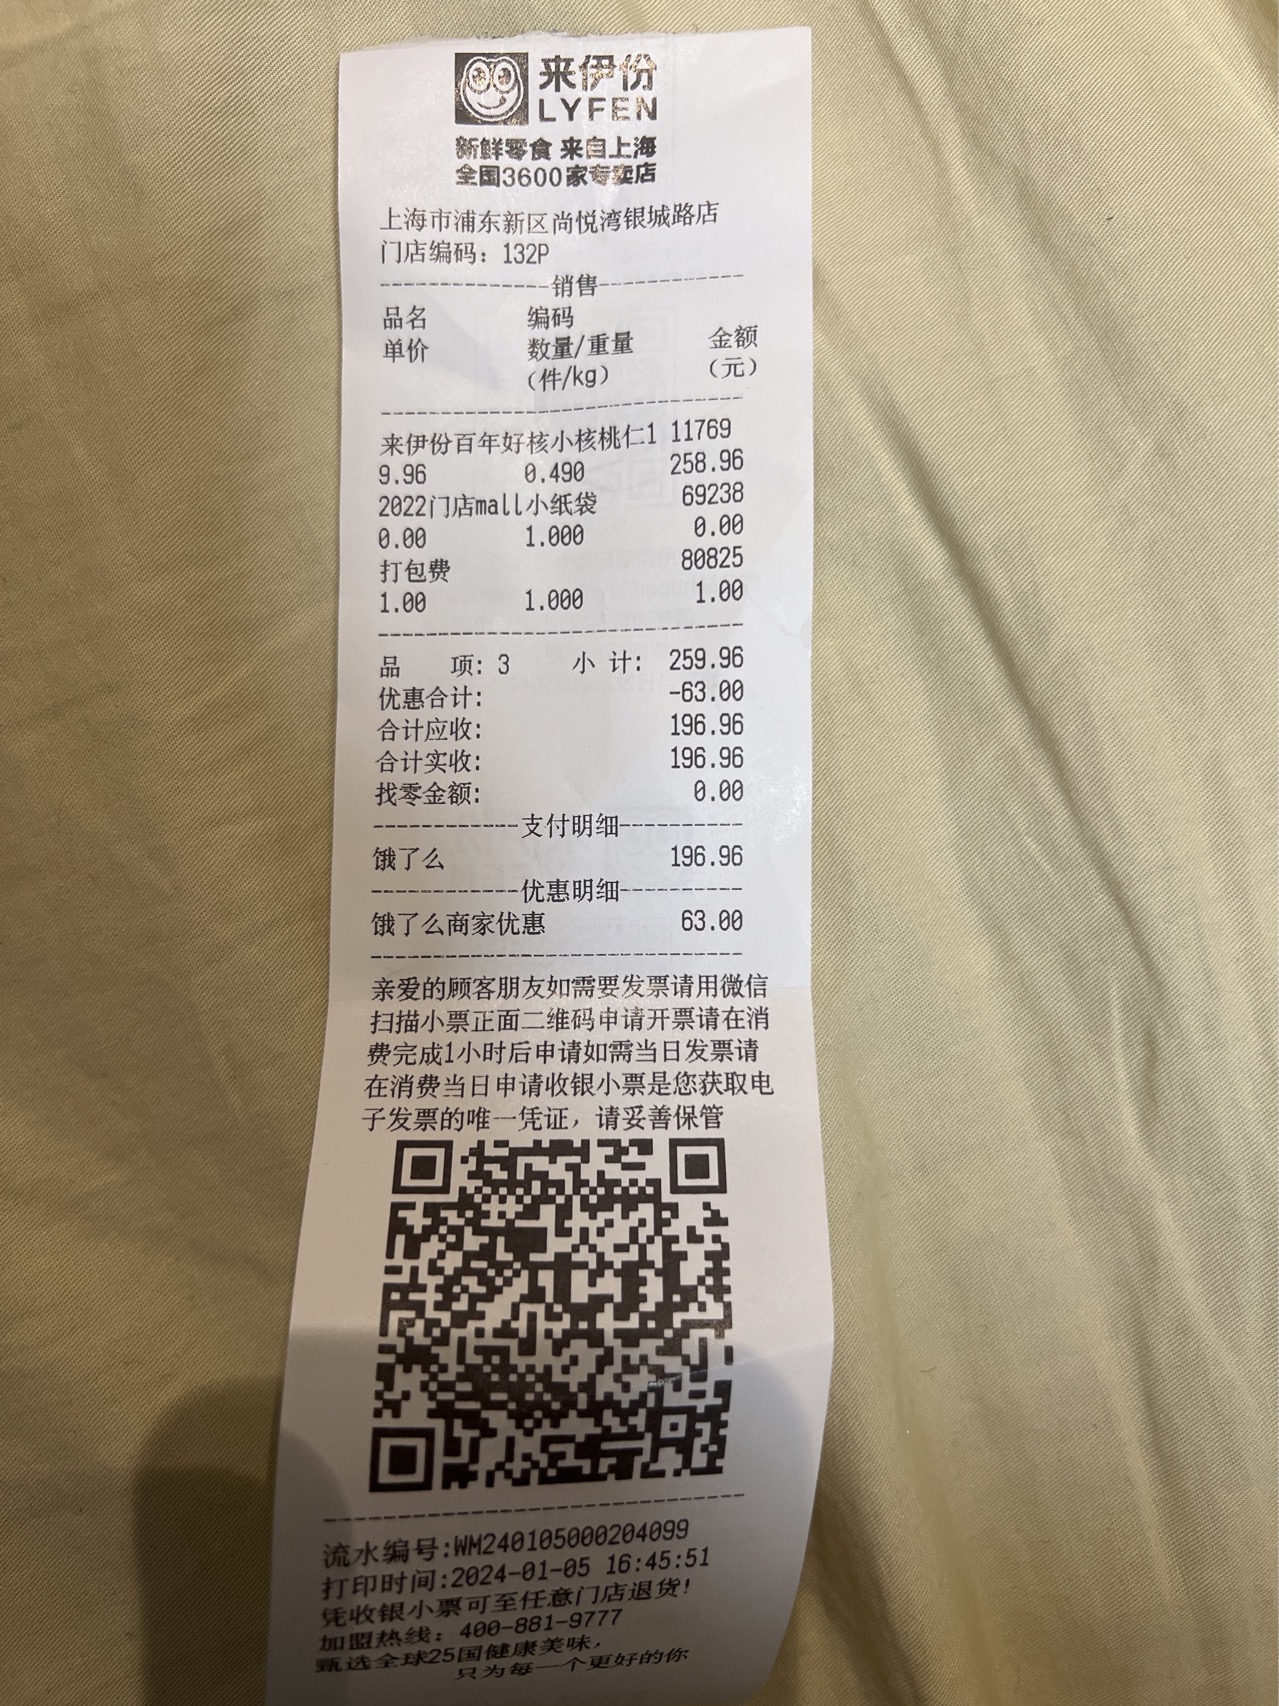 来伊份
LYFEN
新鲜零食 来自上海
全国3600家专卖店
上海市浦东新区尚悦湾银城路店
门店编码：132P
--------------销售------------
品名 编码
单价 数量/重量 金额
（件/kg） （元）
------------------------------
来伊份百年好核小核桃仁1 11769
9.96 0.490 258.96
2022门店mall小纸袋 69238
0.00 1.000 0.00
打包费 80825
1.00 1.000 1.00
------------------------------
品 项: 3 小 计: 259.96
优惠合计: -63.00
合计应收: 196.96
合计实收: 196.96
找零金额: 0.00
------------支付明细----------
饿了么 196.96
------------优惠明细----------
饿了么商家优惠 63.00
------------------------------
亲爱的顾客朋友如需要发票请用微信
扫描小票正面二维码申请开票请在消
费完成1小时后申请如需当日发票请
在消费当日申请收银小票是您获取电
子发票的唯一凭证，请妥善保管
------------------------------
流水编号:WM240105000204099
打印时间:2024-01-05 16:45:51
凭收银小票可至任意门店退货!
加盟热线：400-881-9777
甄选全球25国健康美味，
只为每一个更好的你